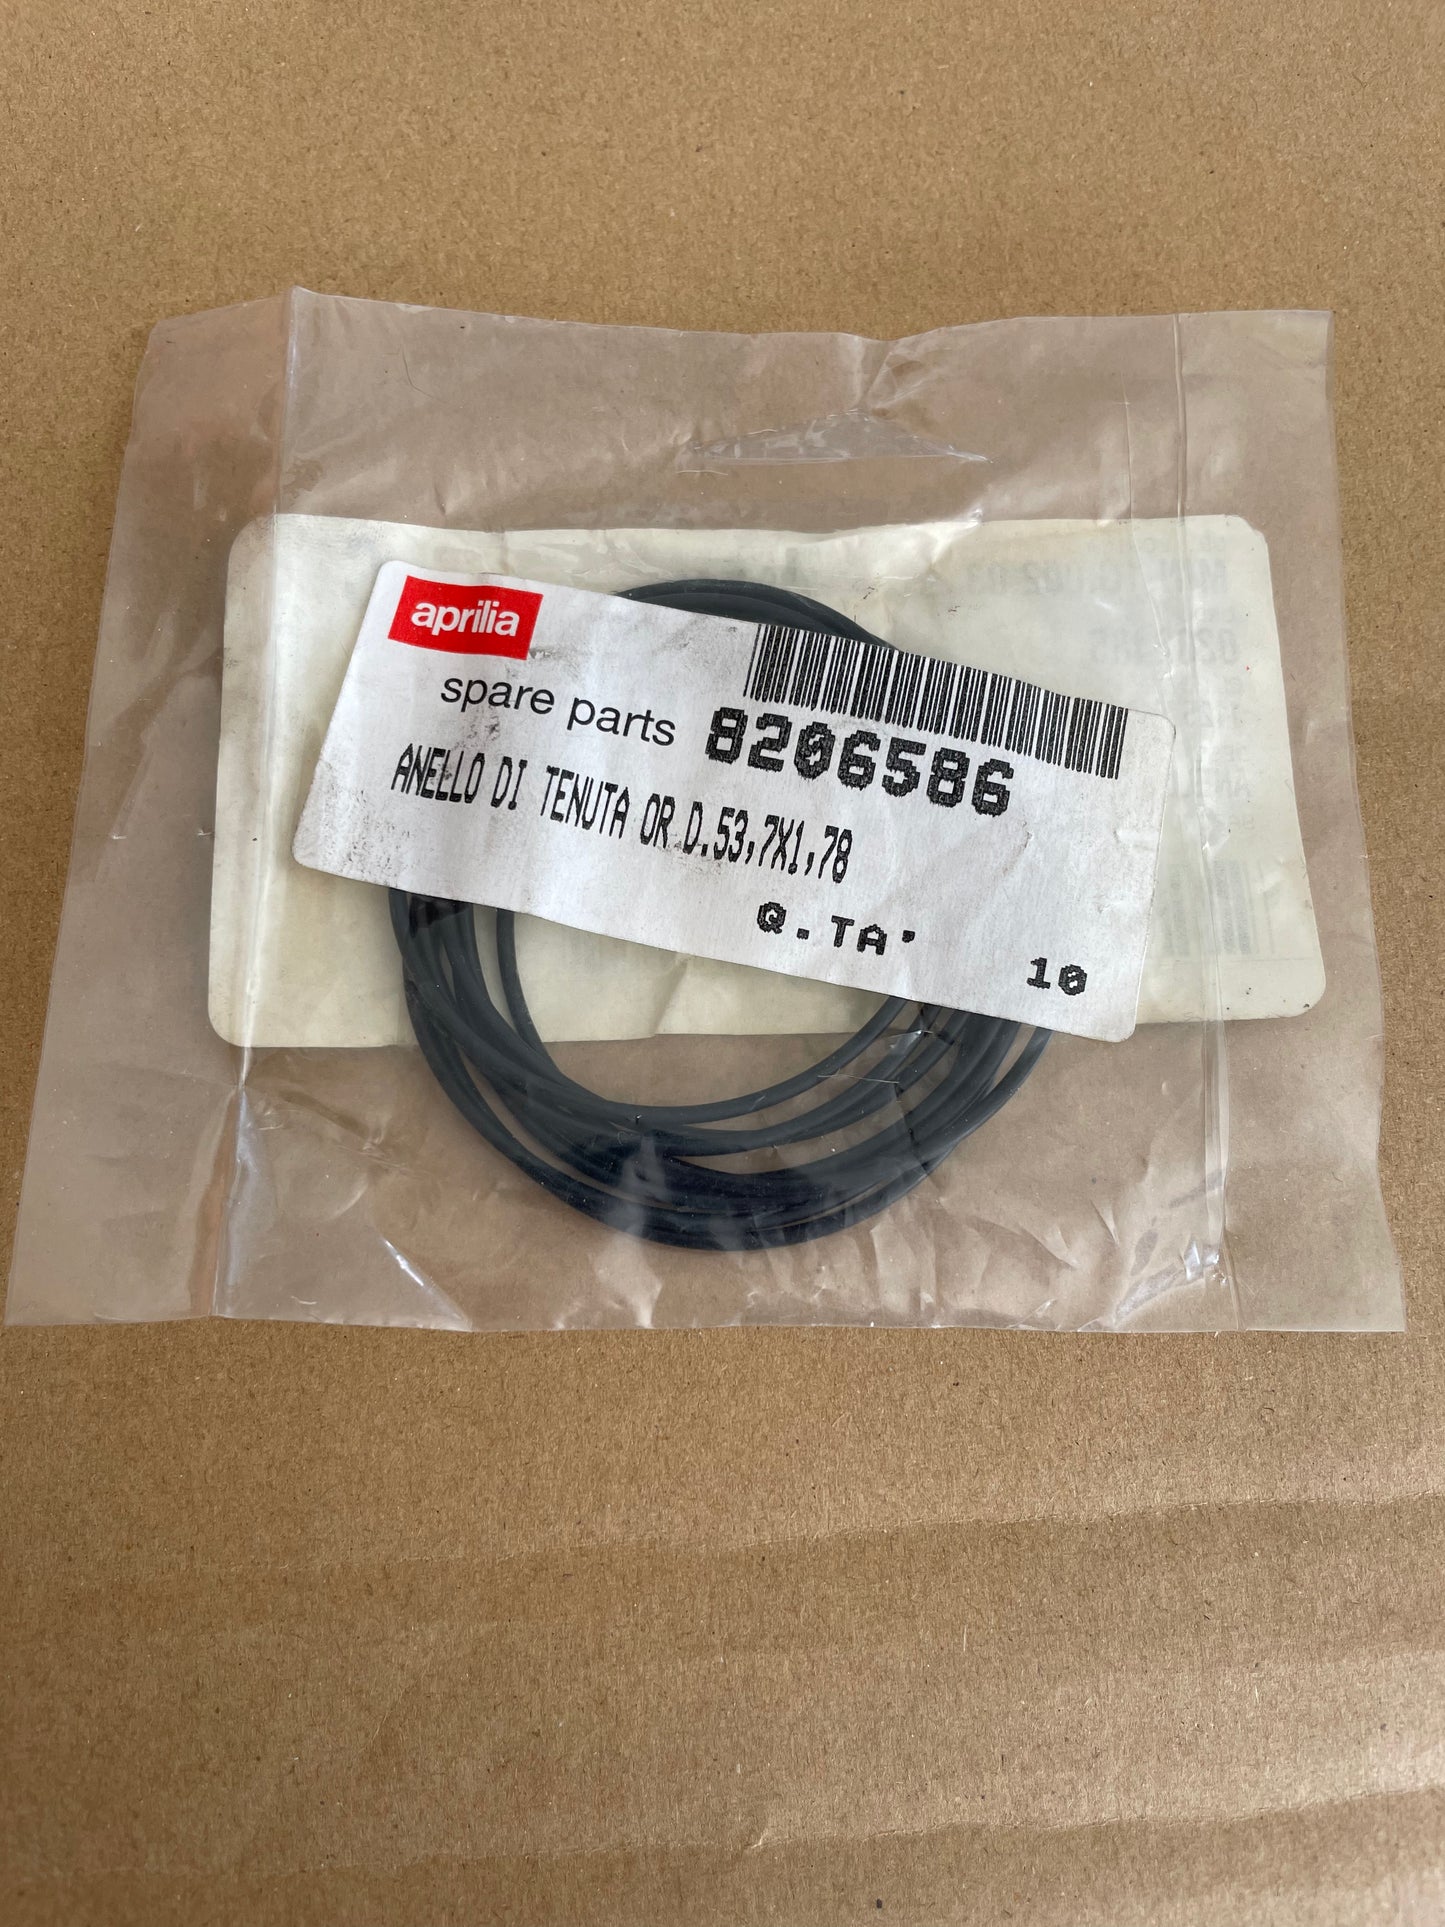 aprilia
spare parts
8206586
ANELLO DI TENUTA OR D.53,7X1,78
Q.TA'
10